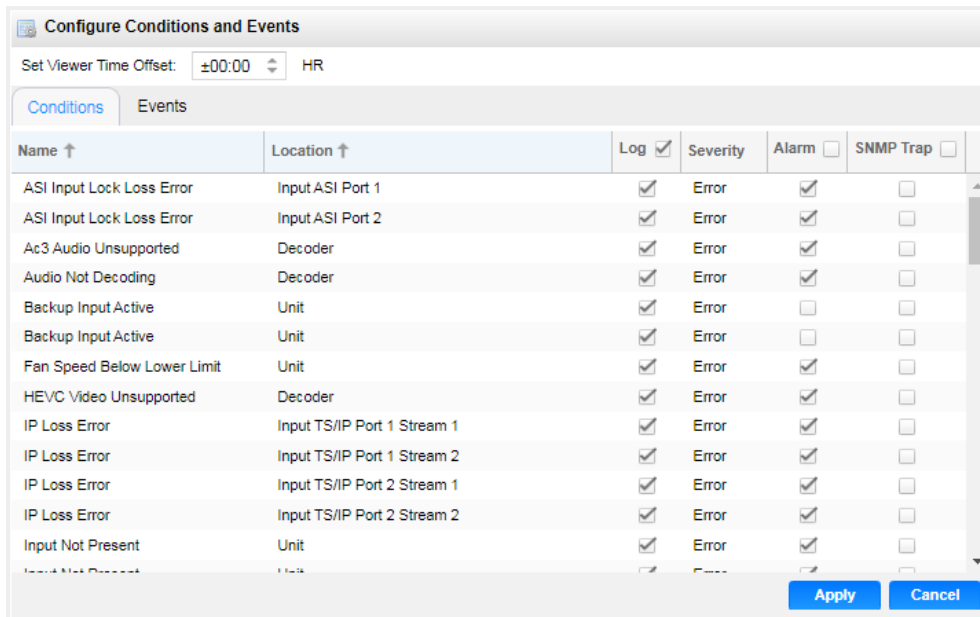 Configure Conditions and Events
Set Viewer Time Offset: ±00:00 HR
Conditions Events
Name Location Log Severity Alarm SNMP Trap
ASI Input Lock Loss Error Input ASI Port 1 Error
ASI Input Lock Loss Error Input ASI Port 2 Error
Ac3 Audio Unsupported Decoder Error
Audio Not Decoding Decoder Error
Backup Input Active Unit Error
Backup Input Active Unit Error
Fan Speed Below Lower Limit Unit Error
HEVC Video Unsupported Decoder Error
IP Loss Error Input TS/IP Port 1 Stream 1 Error
IP Loss Error Input TS/IP Port 1 Stream 2 Error
IP Loss Error Input TS/IP Port 2 Stream 1 Error
IP Loss Error Input TS/IP Port 2 Stream 2 Error
Input Not Present Unit Error
Input Not Present Unit Error
Apply Cancel